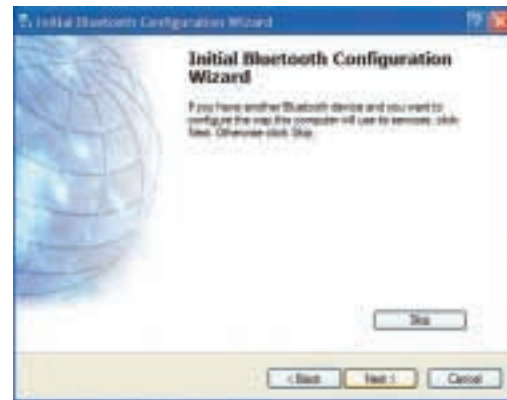 Initial Bluetooth Configuration Wizard
Initial Bluetooth Configuration
Wizard
If you have another Bluetooth device and you want to
configure the way this computer will use its services, click
Next. Otherwise click Skip.
Skip
< Back
Next >
Cancel